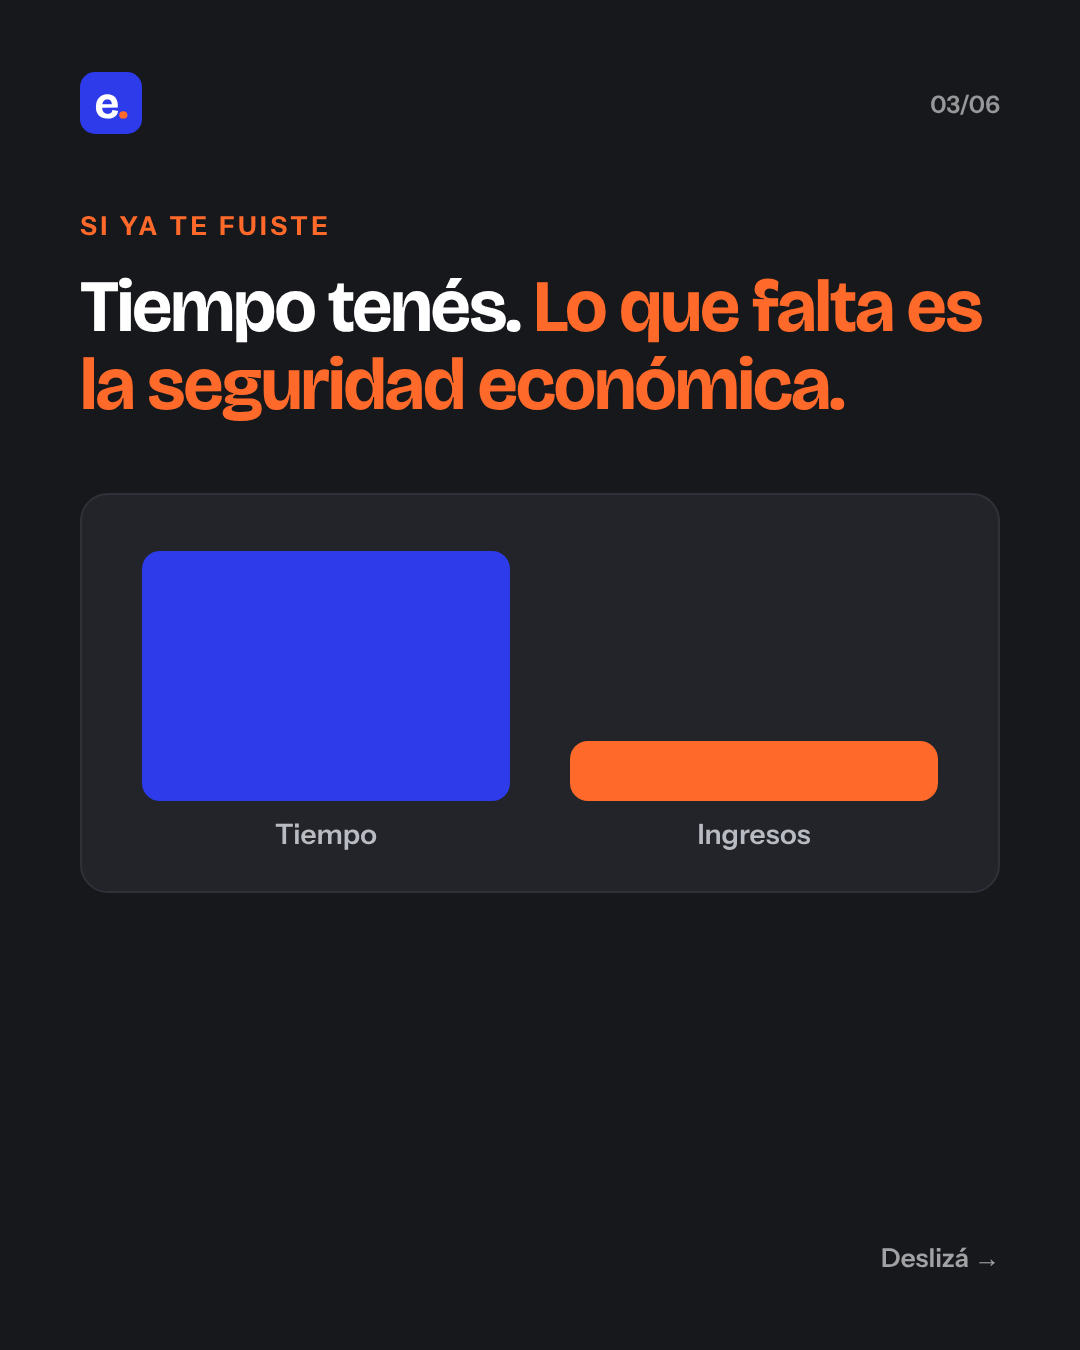 e.
03/06
SI YA TE FUISTE
Tiempo tenés. Lo que falta es
la seguridad económica.
Tiempo
Ingresos
Deslizá →